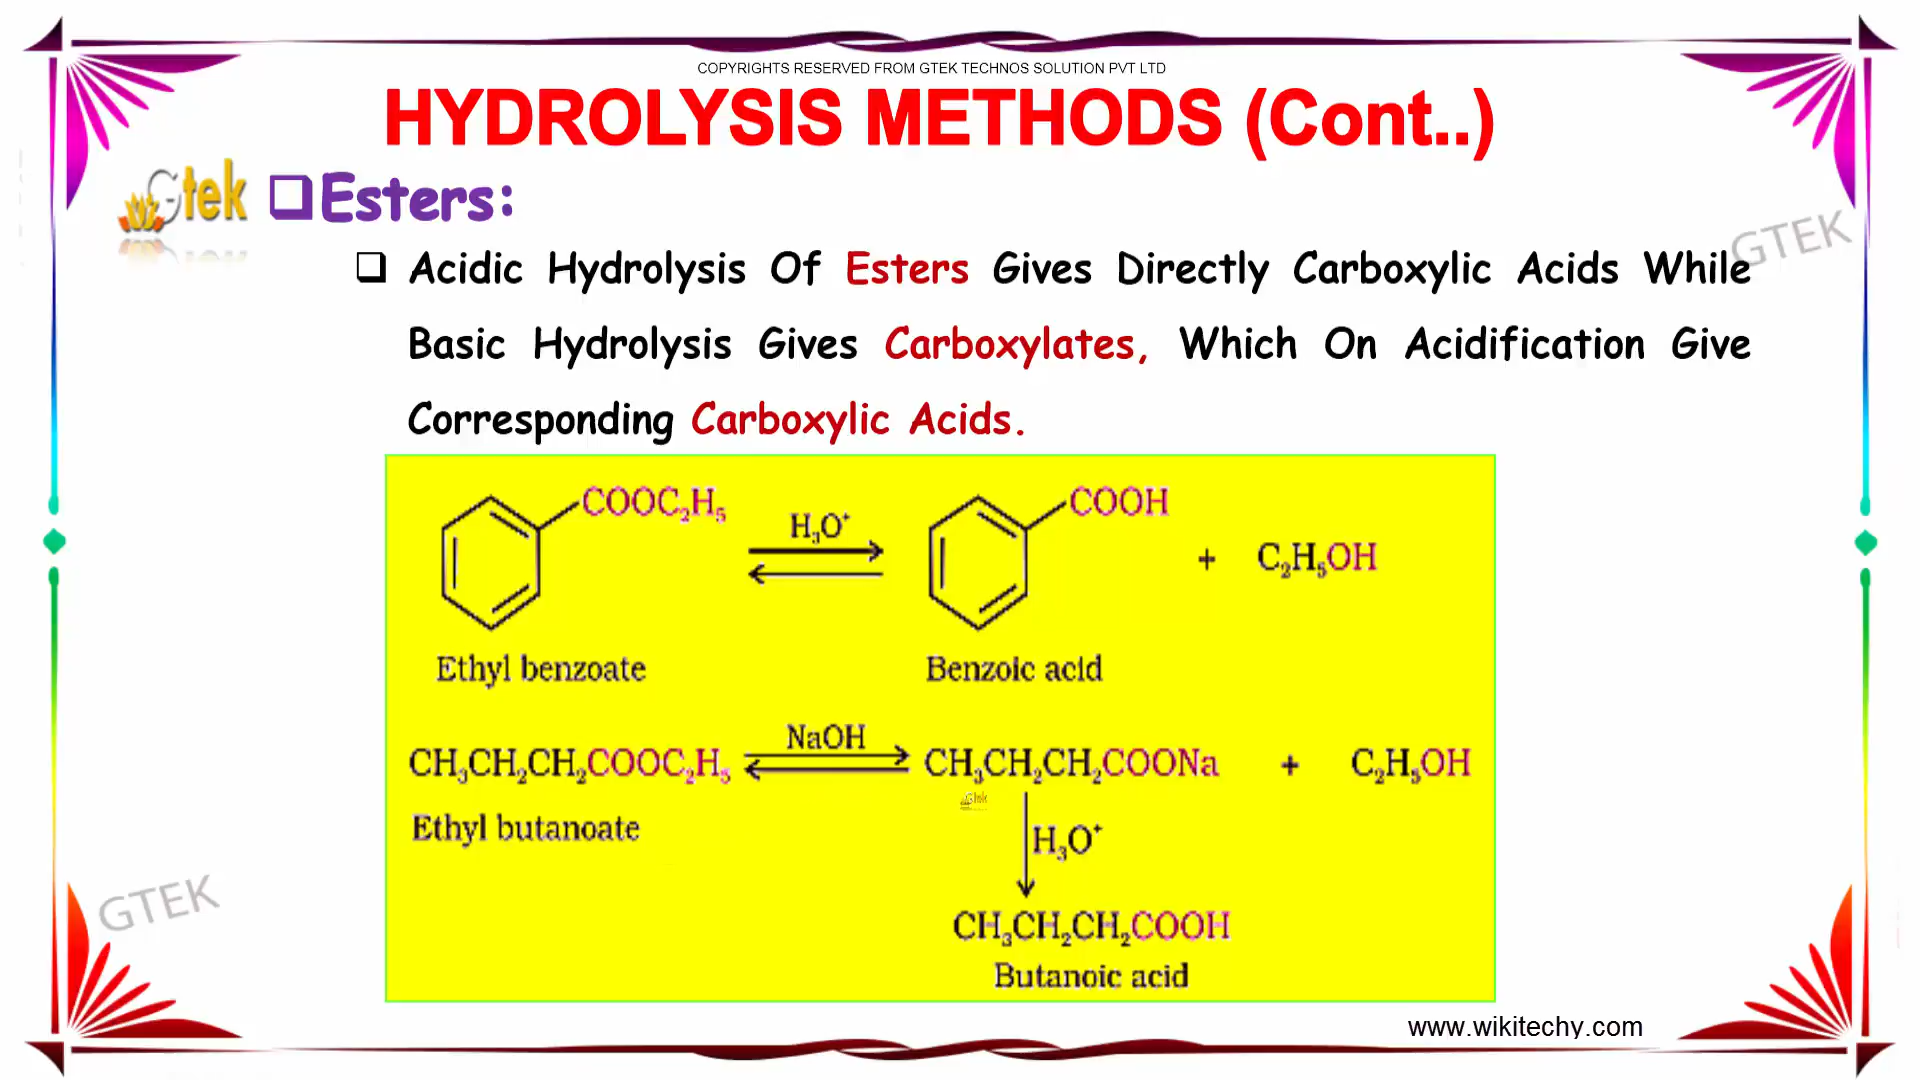 COPYRIGHTS RESERVED FROM GTEK TECHNOS SOLUTION PVT LTD
HYDROLYSIS METHODS (Cont..)
Gtek
Esters:
GTEK
Acidic Hydrolysis Of Esters Gives Directly Carboxylic Acids While
Basic Hydrolysis Gives Carboxylates, Which On Acidification Give
Corresponding Carboxylic Acids.
COOC₂H₅
H₃O⁺
COOH
+ C₂H₅OH
Ethyl benzoate
Benzoic acid
NaOH
CH₃CH₂CH₂COOC₂H₅
CH₃CH₂CH₂COONa + C₂H₅OH
Gtek
Ethyl butanoate
H₃O⁺
GTEK
CH₃CH₂CH₂COOH
Butanoic acid
www.wikitechy.com